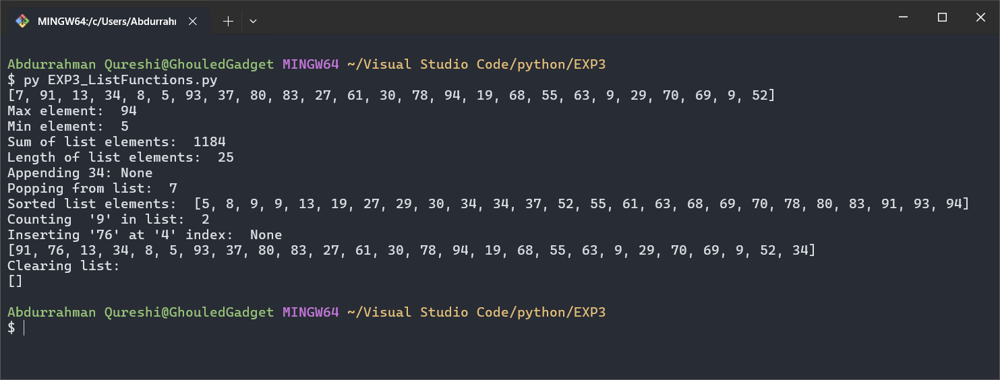 MINGW64:/c/Users/Abdurrah
Abdurrahman Qureshi@GhouledGadget MINGW64 ~/Visual Studio Code/python/EXP3
$ py EXP3_ListFunctions.py
[7, 91, 13, 34, 8, 5, 93, 37, 80, 83, 27, 61, 30, 78, 94, 19, 68, 55, 63, 9, 29, 70, 69, 9, 52]
Max element:  94
Min element:  5
Sum of list elements:  1184
Length of list elements:  25
Appending 34: None
Popping from list:  7
Sorted list elements:  [5, 8, 9, 9, 13, 19, 27, 29, 30, 34, 34, 37, 52, 55, 61, 63, 68, 69, 70, 78, 80, 83, 91, 93, 94]
Counting  '9' in list:  2
Inserting '76' at '4' index:  None
[91, 76, 13, 34, 8, 5, 93, 37, 80, 83, 27, 61, 30, 78, 94, 19, 68, 55, 63, 9, 29, 70, 69, 9, 52, 34]
Clearing list:
[]
Abdurrahman Qureshi@GhouledGadget MINGW64 ~/Visual Studio Code/python/EXP3
$